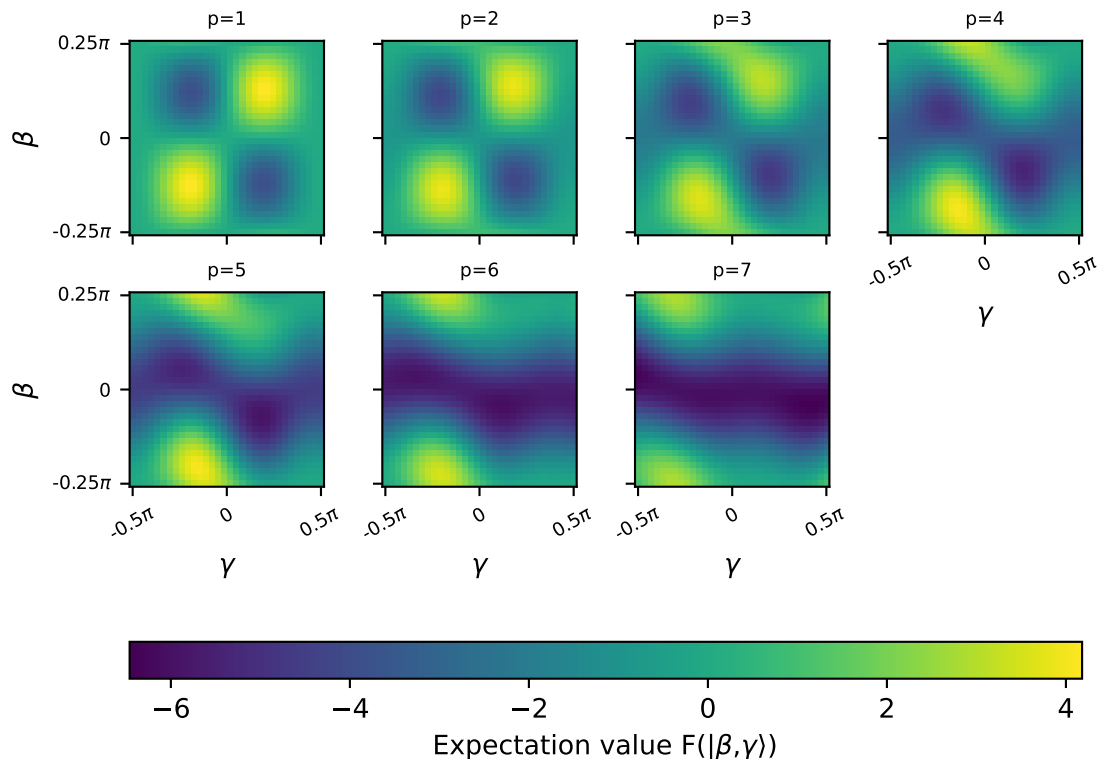 p=1
p=2
p=3
p=4
0.25π
0
-0.25π
β
-0.5π
0
0.5π
γ
p=5
p=6
p=7
0.25π
0
-0.25π
β
-0.5π
0
0.5π
-0.5π
0
0.5π
-0.5π
0
0.5π
γ
γ
γ
−6
−4
−2
0
2
4
Expectation value F(|β,γ⟩)